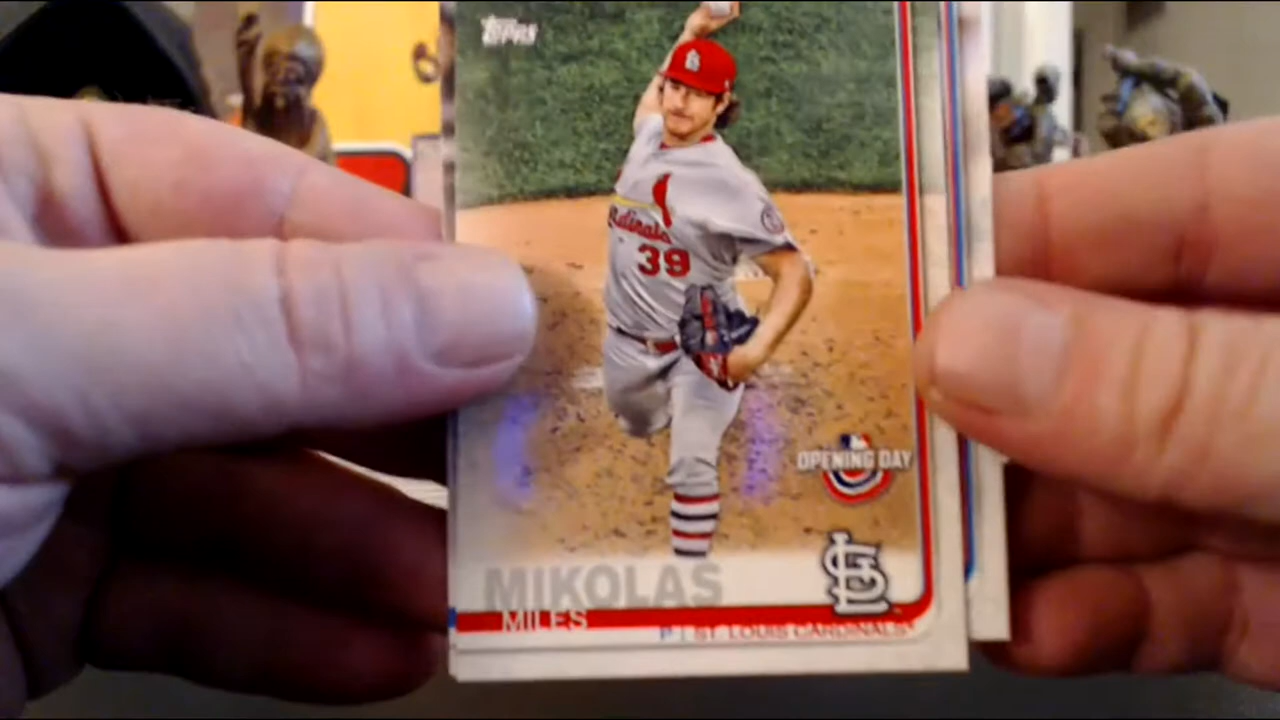 Topps
Cardinals
39
OPENING DAY
MIKOLAS
MILES
P | ST. LOUIS CARDINALS